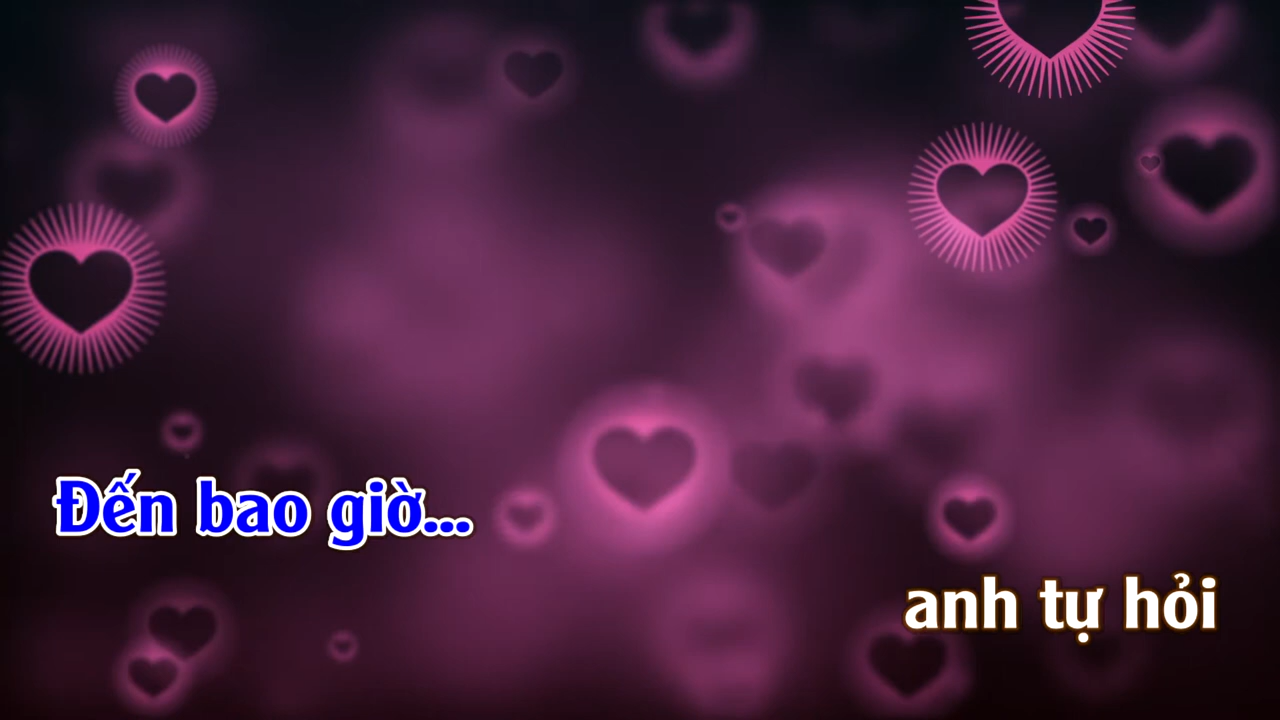 Đến bao giờ...
anh tự hỏi